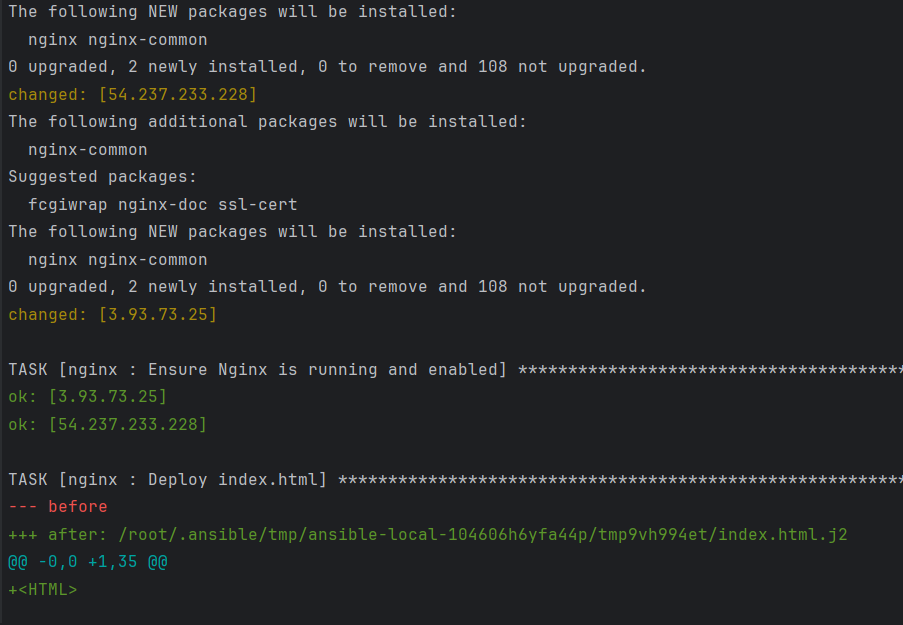 The following NEW packages will be installed:
  nginx nginx-common
0 upgraded, 2 newly installed, 0 to remove and 108 not upgraded.
changed: [54.237.233.228]
The following additional packages will be installed:
  nginx-common
Suggested packages:
  fcgiwrap nginx-doc ssl-cert
The following NEW packages will be installed:
  nginx nginx-common
0 upgraded, 2 newly installed, 0 to remove and 108 not upgraded.
changed: [3.93.73.25]

TASK [nginx : Ensure Nginx is running and enabled] ***************************************
ok: [3.93.73.25]
ok: [54.237.233.228]

TASK [nginx : Deploy index.html] *********************************************************
--- before
+++ after: /root/.ansible/tmp/ansible-local-104606h6yfa44p/tmp9vh994et/index.html.j2
@@ -0,0 +1,35 @@
+<HTML>